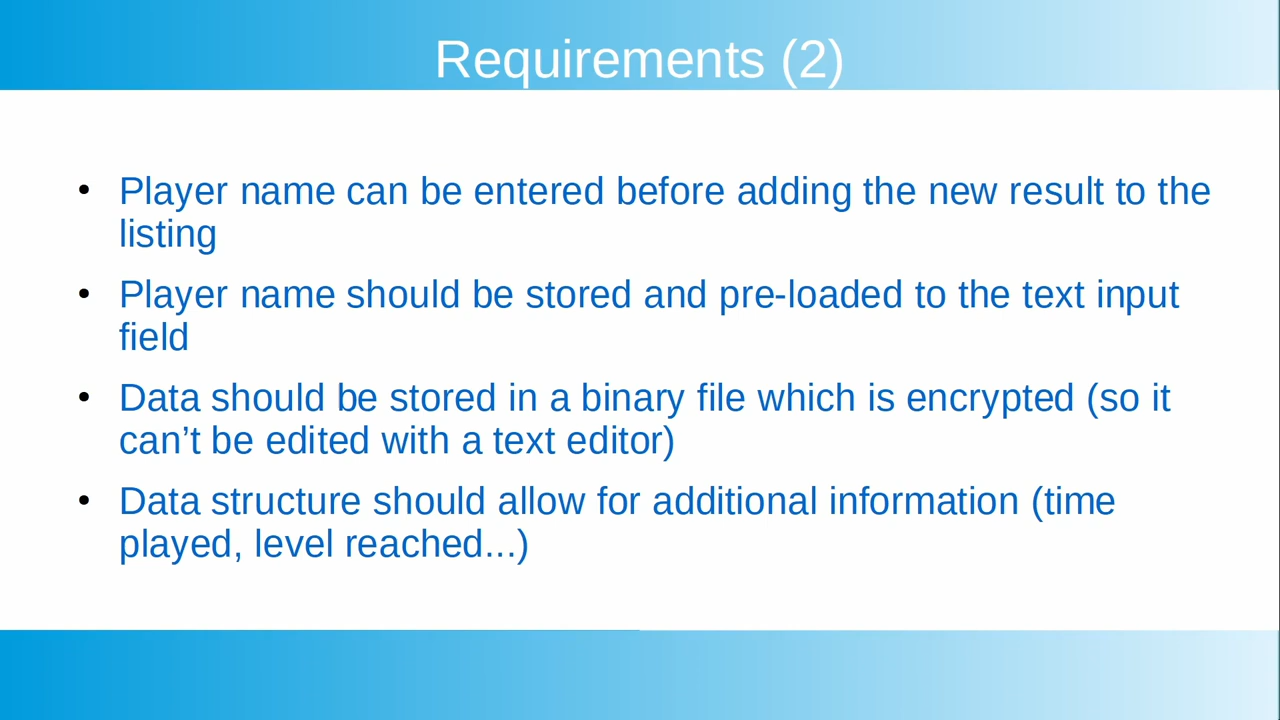 Requirements (2)
• Player name can be entered before adding the new result to the
listing
• Player name should be stored and pre-loaded to the text input
field
• Data should be stored in a binary file which is encrypted (so it
can’t be edited with a text editor)
• Data structure should allow for additional information (time
played, level reached...)